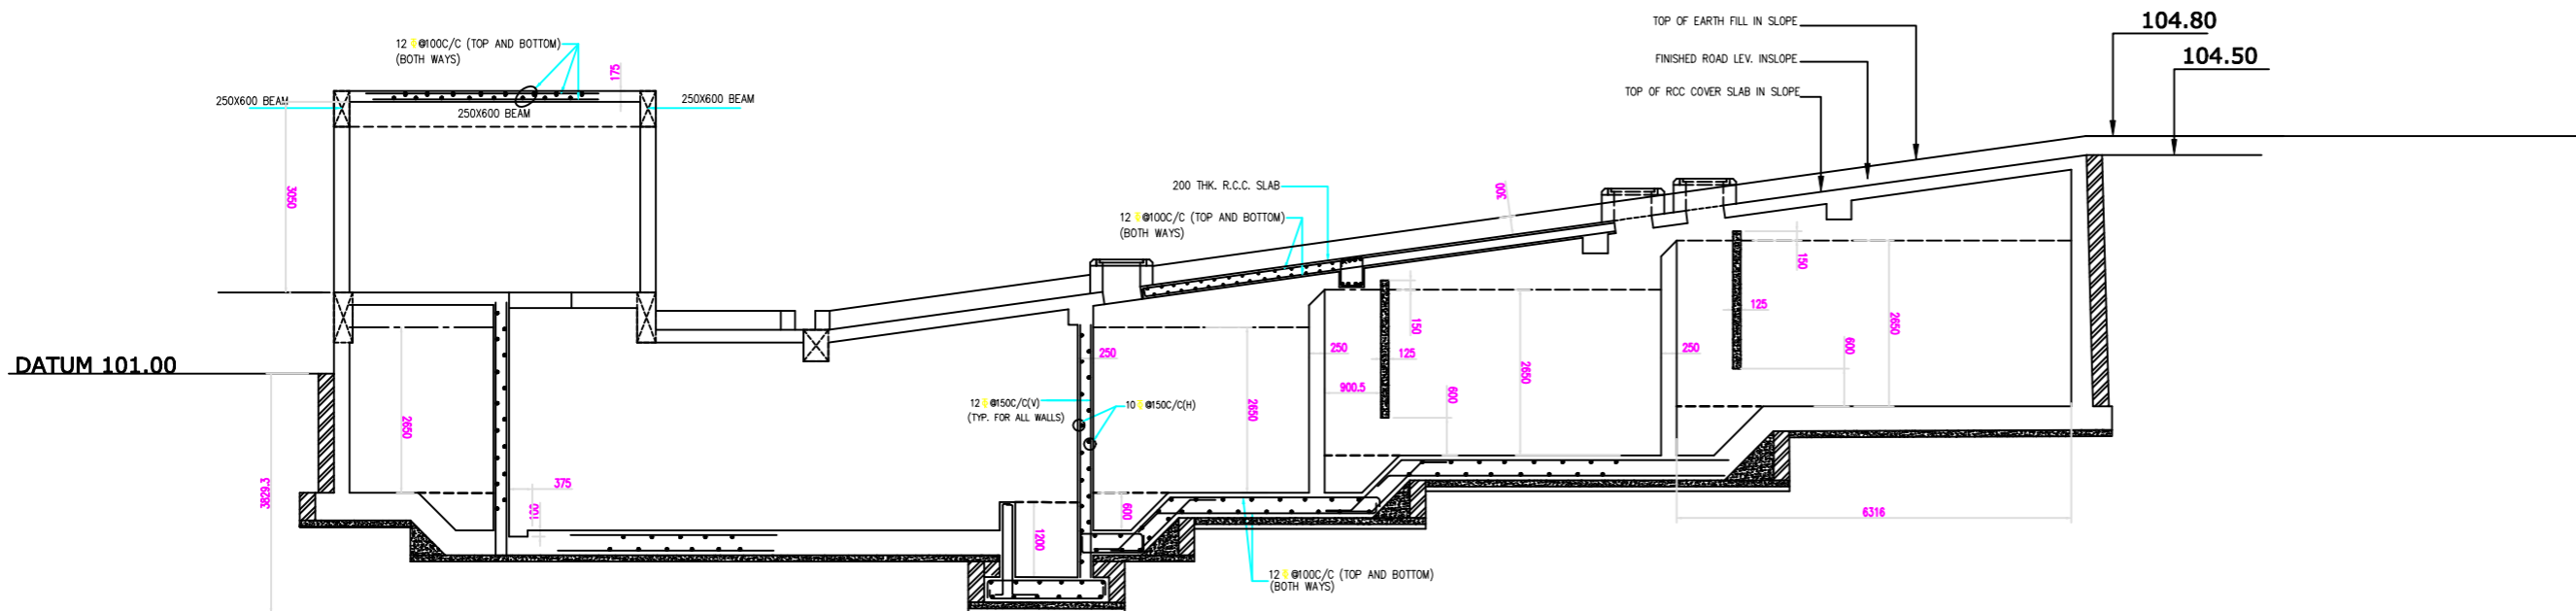 TOP OF EARTH FILL IN SLOPE
104.80
12 @100C/C (TOP AND BOTTOM)
(BOTH WAYS)
FINISHED ROAD LEV. INSLOPE
104.50
175
250X600 BEAM
250X600 BEAM
TOP OF RCC COVER SLAB IN SLOPE
250X600 BEAM
3050
200 THK. R.C.C. SLAB
300
12 @100C/C (TOP AND BOTTOM)
(BOTH WAYS)
150
125
2650
150
600
250
250
125
250
DATUM 101.00
900.5
2650
2650
2650
600
12 @150C/C(V)
(TYP. FOR ALL WALLS)
10 @150C/C(H)
3829.3
375
100
600
1200
6316
12 @100C/C (TOP AND BOTTOM)
(BOTH WAYS)